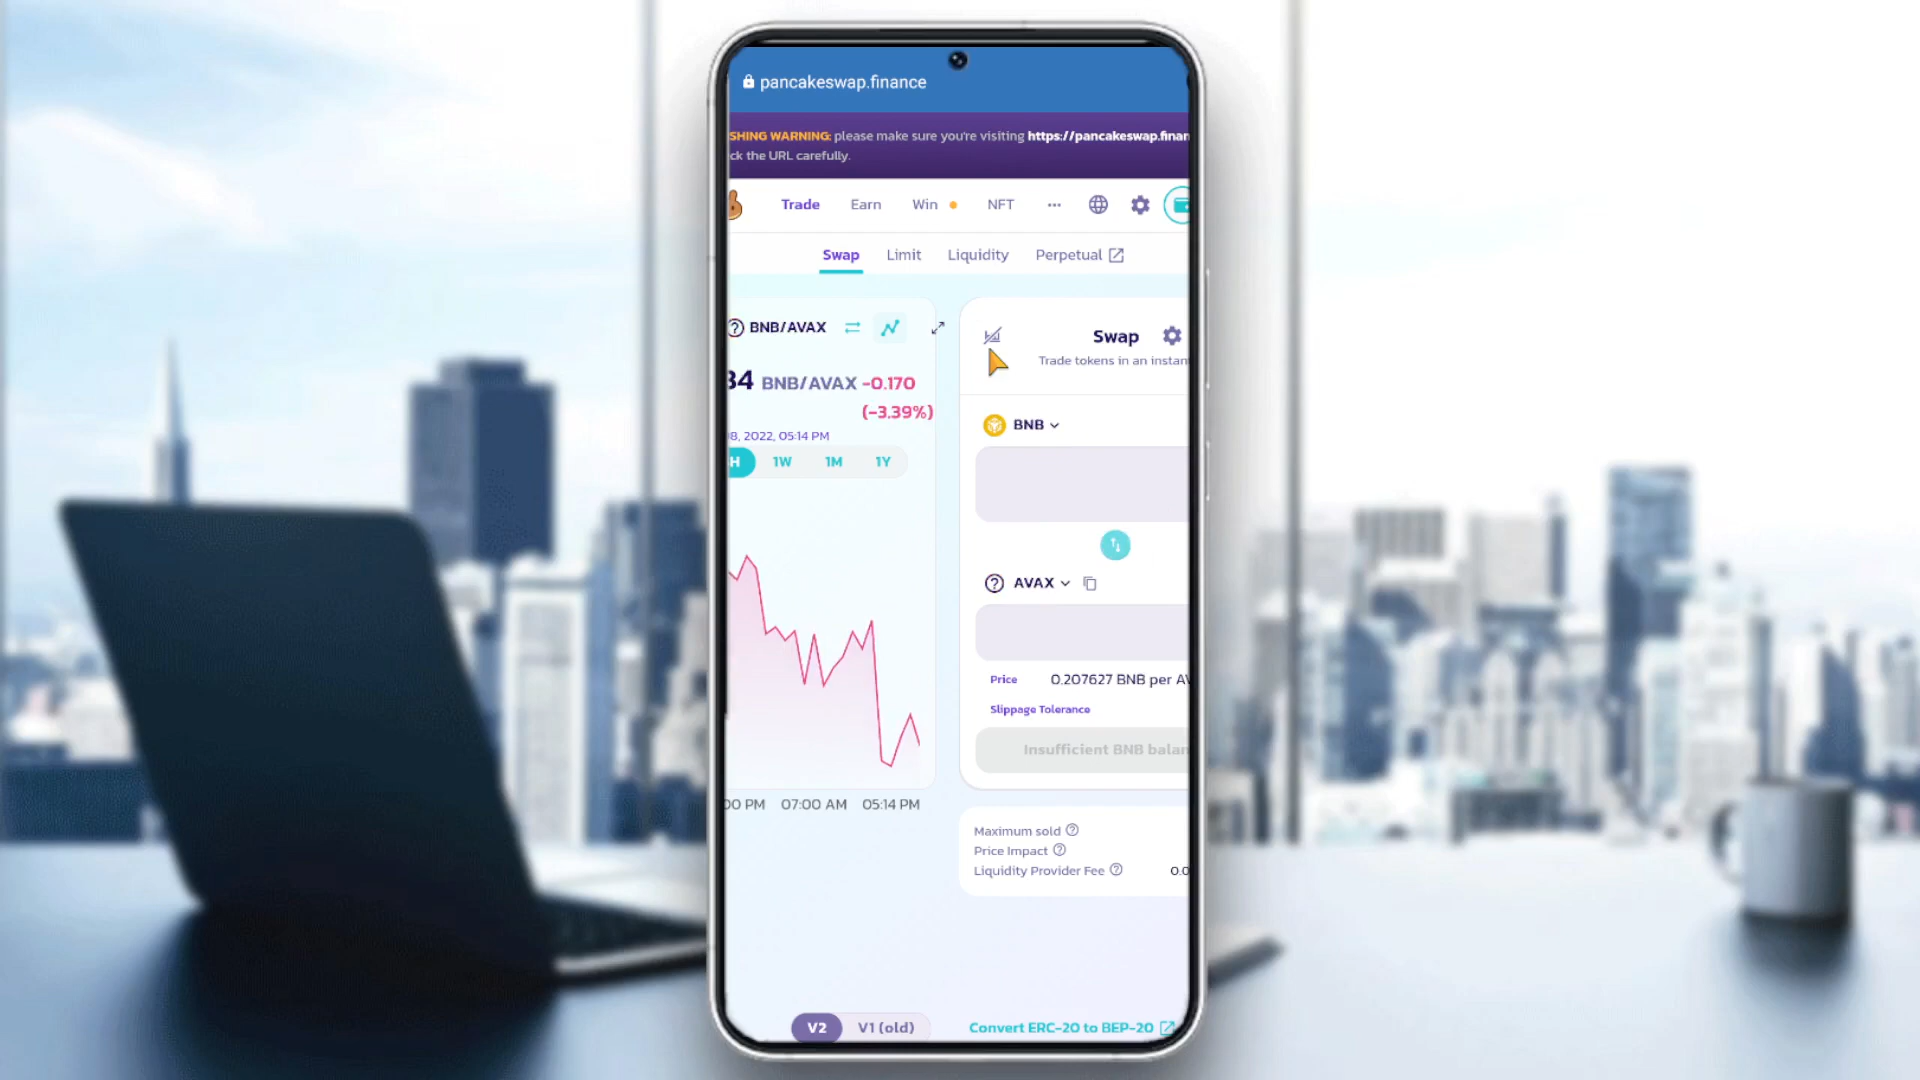 pancakeswap.finance
SHING WARNING: please make sure you're visiting https://pancakeswap.finan
ck the URL carefully.
Trade Earn Win NFT
Swap Limit Liquidity Perpetual
BNB/AVAX
34 BNB/AVAX -0.170
(-3.39%)
8, 2022, 05:14 PM
H 1W 1M 1Y
00 PM 07:00 AM 05:14 PM
Swap
Trade tokens in an instan
BNB
AVAX
Price 0.207627 BNB per AV
Slippage Tolerance
Insufficient BNB balan
Maximum sold
Price Impact
Liquidity Provider Fee 0.0
V2 V1 (old) Convert ERC-20 to BEP-20